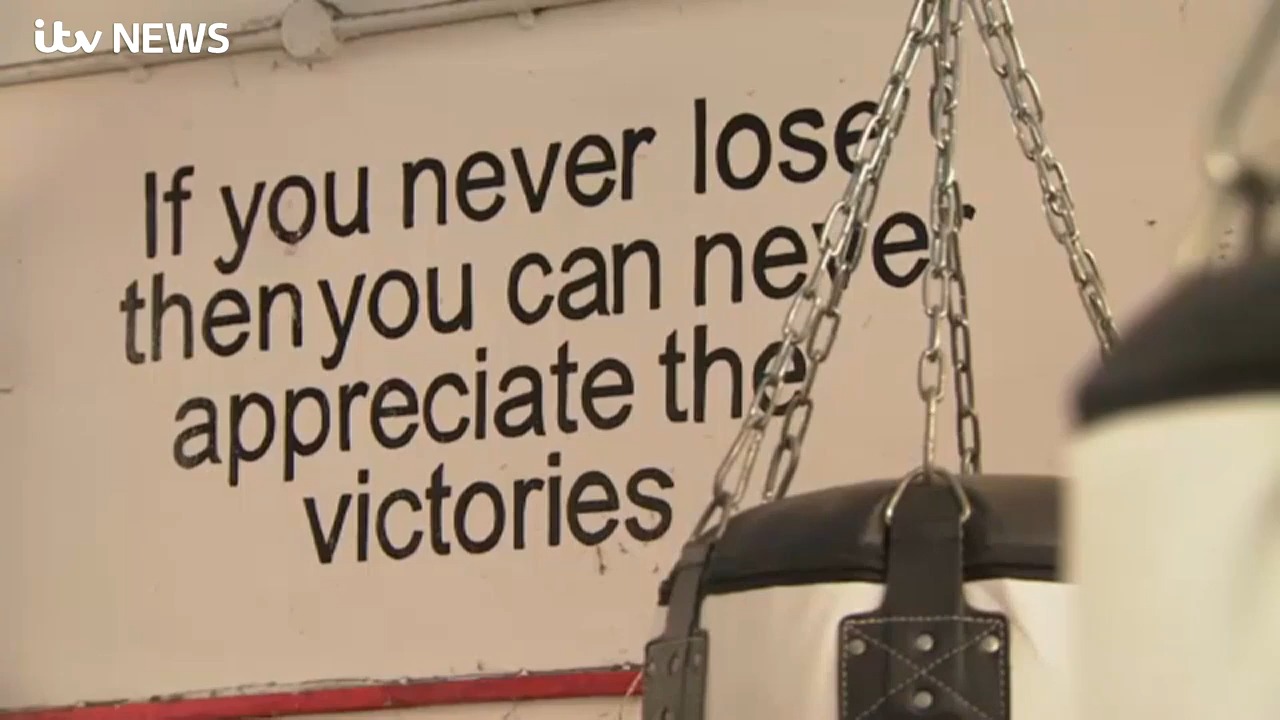 itv NEWS
If you never lose
then you can never
appreciate the
victories